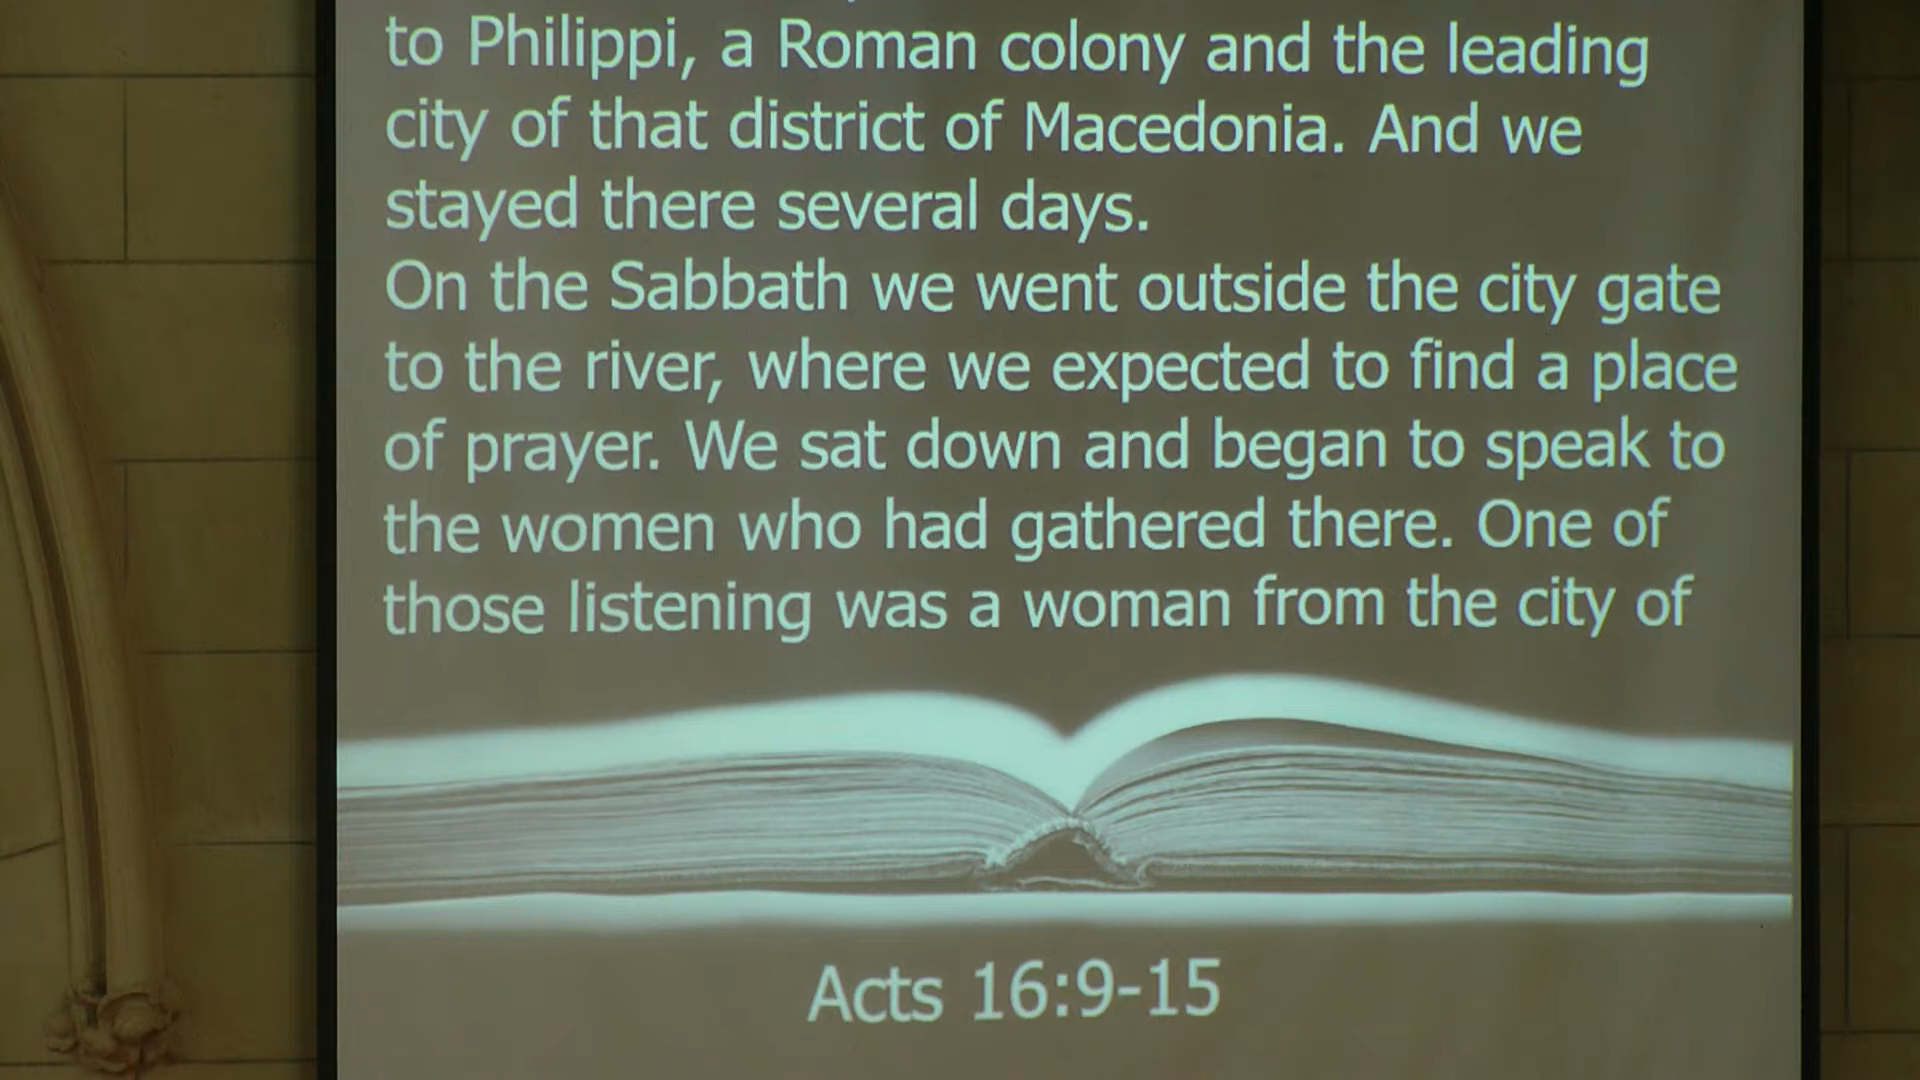 to Philippi, a Roman colony and the leading
city of that district of Macedonia. And we
stayed there several days.
On the Sabbath we went outside the city gate
to the river, where we expected to find a place
of prayer. We sat down and began to speak to
the women who had gathered there. One of
those listening was a woman from the city of
Acts 16:9-15